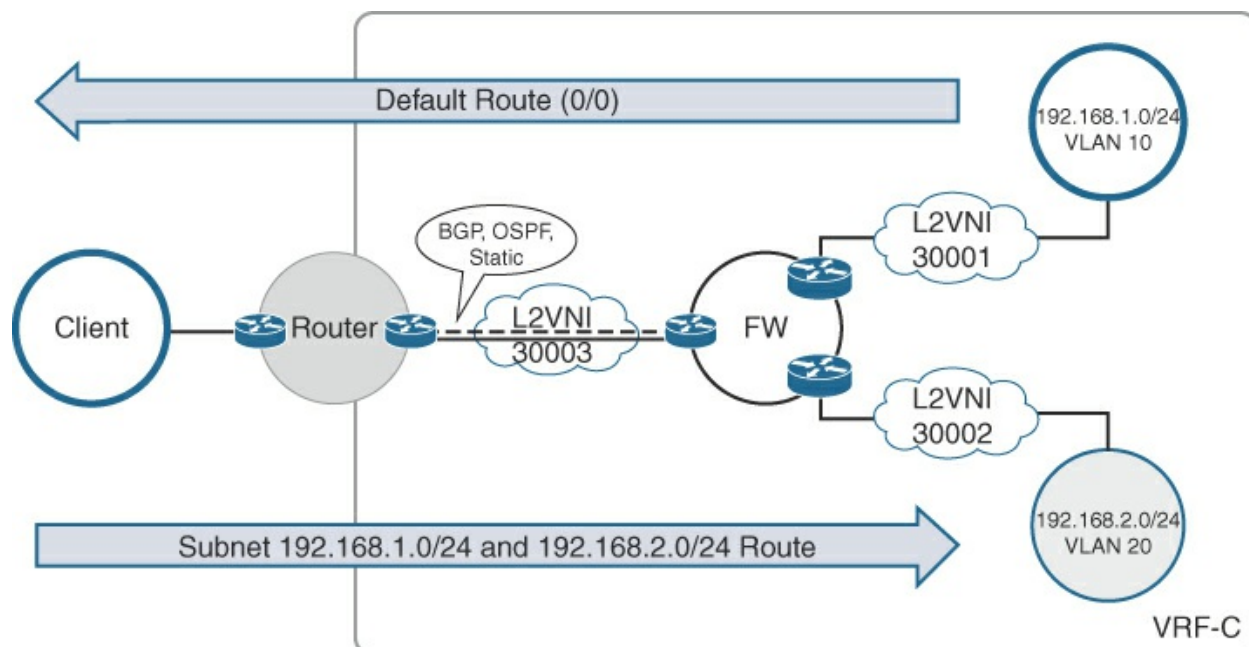 Default Route (0/0)
192.168.1.0/24
VLAN 10
BGP, OSPF,
Static
L2VNI
30001
Client
Router
L2VNI
30003
FW
L2VNI
30002
Subnet 192.168.1.0/24 and 192.168.2.0/24 Route
192.168.2.0/24
VLAN 20
VRF-C